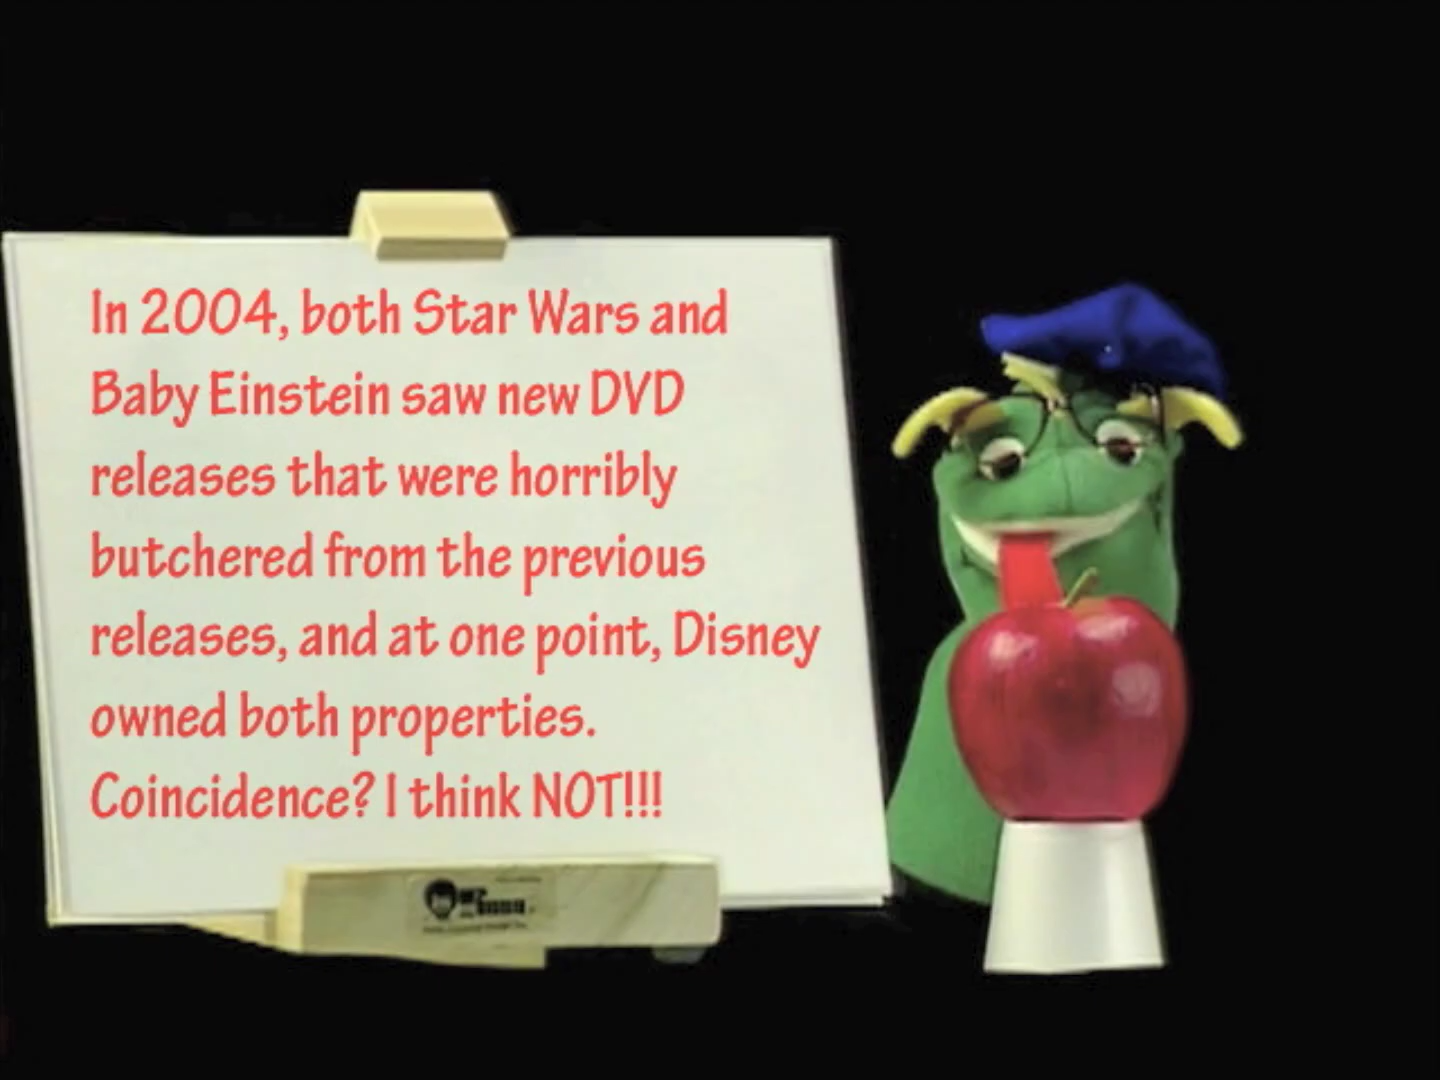 In 2004, both Star Wars and
Baby Einstein saw new DVD
releases that were horribly
butchered from the previous
releases, and at one point, Disney
owned both properties.
Coincidence? I think NOT!!!